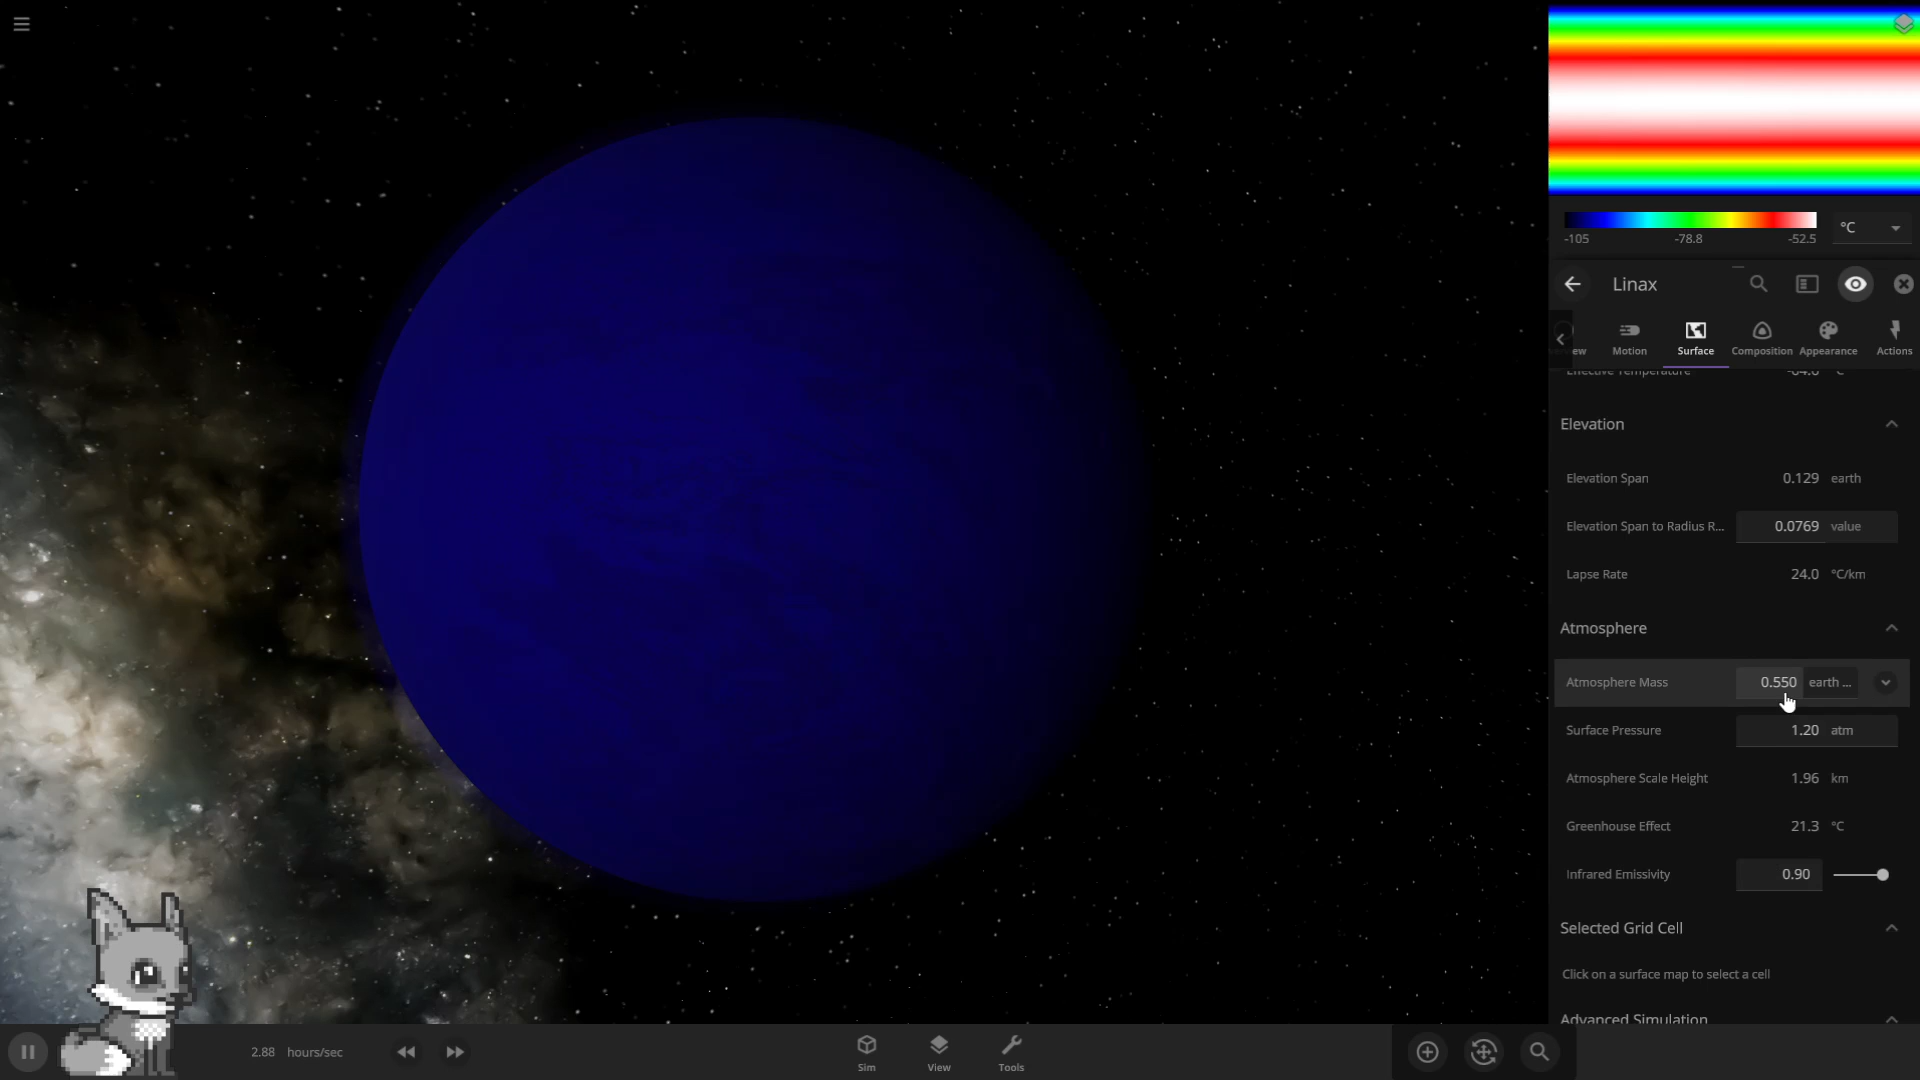 -105
-78.8
-52.5
°C
Linax
Motion
Surface
Composition
Appearance
Actions
Effective Temperature
Elevation
Elevation Span 0.129 earth
Elevation Span to Radius R... 0.0769 value
Lapse Rate 24.0 °C/km
Atmosphere
Atmosphere Mass 0.550 earth ...
Surface Pressure 1.20 atm
Atmosphere Scale Height 1.96 km
Greenhouse Effect 21.3 °C
Infrared Emissivity 0.90
Selected Grid Cell
Click on a surface map to select a cell
Advanced Simulation
2.88 hours/sec
Sim
View
Tools